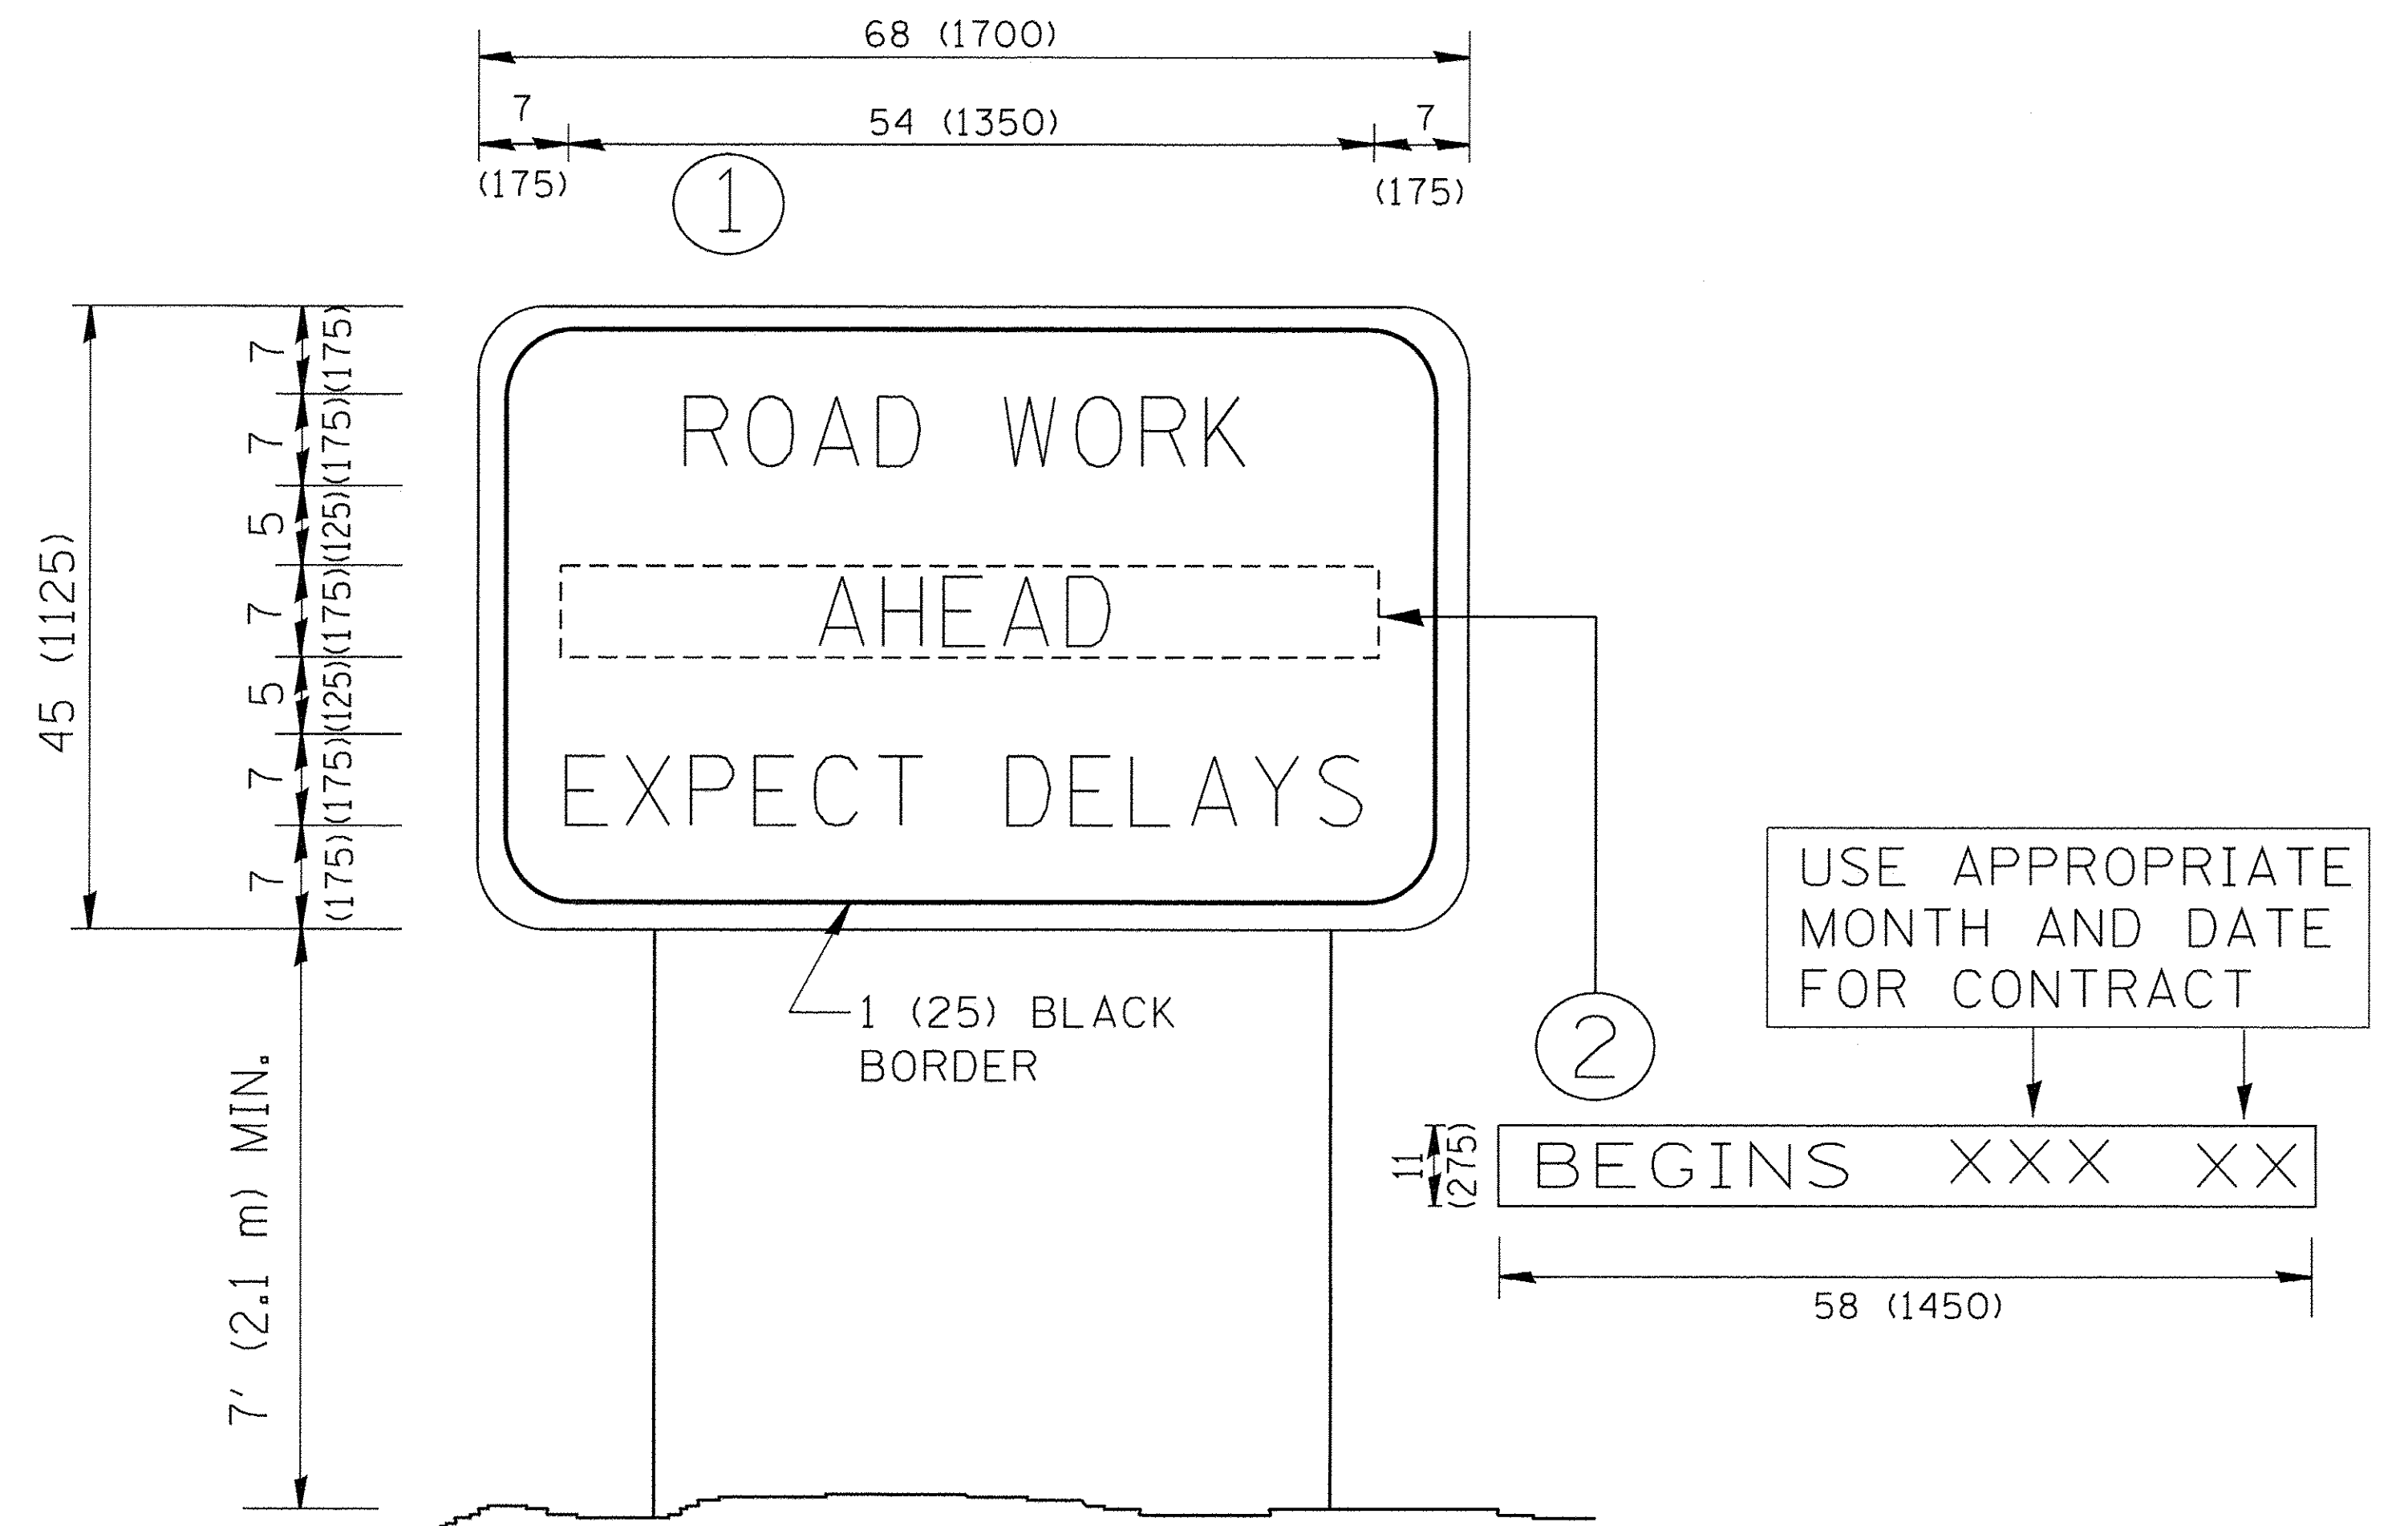 68 (1700)
7
54 (1350)
7
(175)
(175)
1
45 (1125)
7
(175)
7
(175)
5
(125)
7
(175)
5
(125)
7
(175)
7
(175)
ROAD WORK
AHEAD
EXPECT DELAYS
1 (25) BLACK
BORDER
7' (2.1 m) MIN.
USE APPROPRIATE
MONTH AND DATE
FOR CONTRACT
2
11
(275)
BEGINS XXX XX
58 (1450)